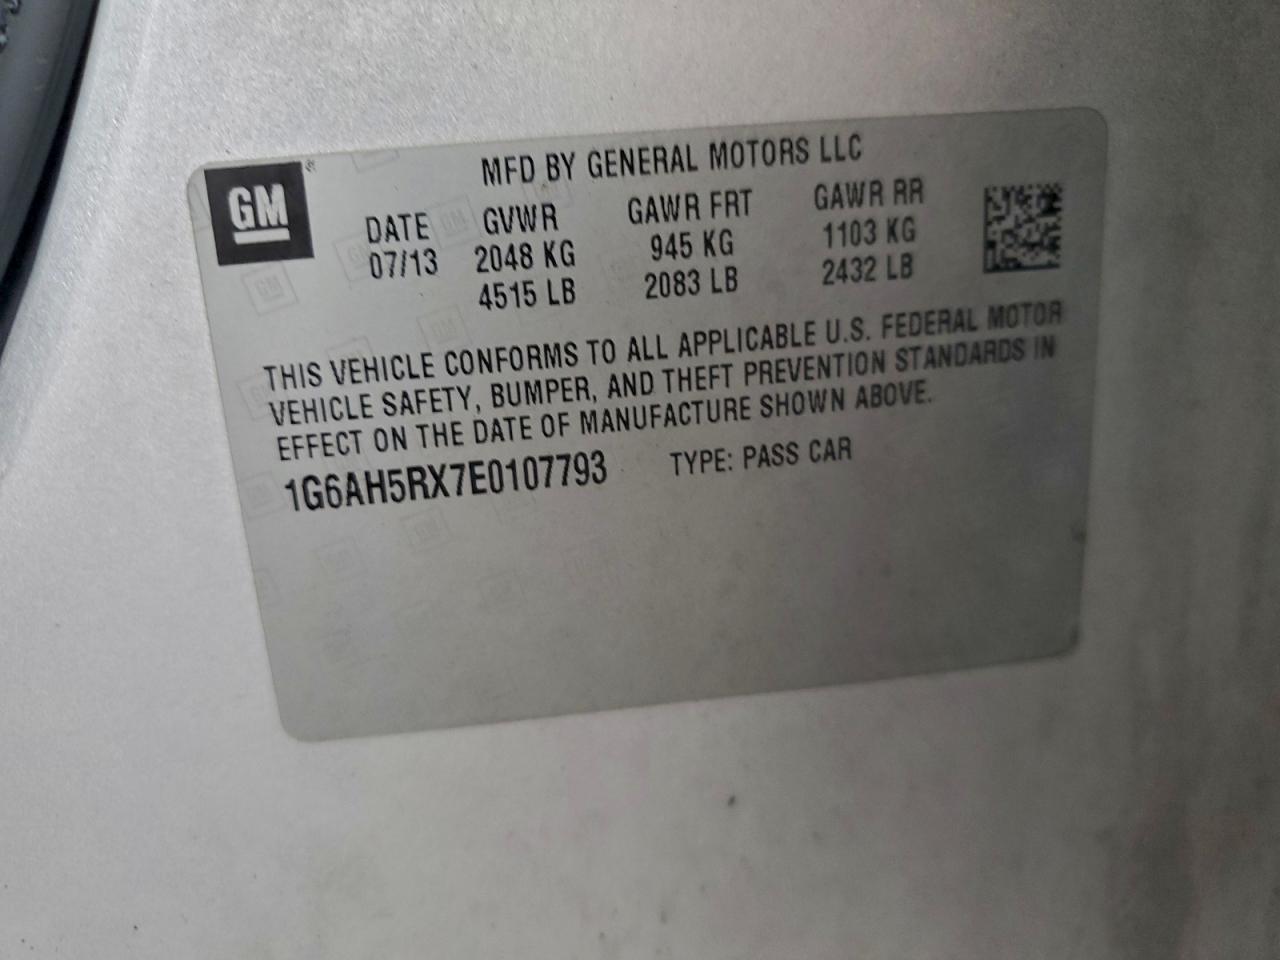 GM
MFD BY GENERAL MOTORS LLC
DATE GVWR GAWR FRT GAWR RR
07/13 2048 KG 945 KG 1103 KG
4515 LB 2083 LB 2432 LB
THIS VEHICLE CONFORMS TO ALL APPLICABLE U.S. FEDERAL MOTOR
VEHICLE SAFETY, BUMPER, AND THEFT PREVENTION STANDARDS IN
EFFECT ON THE DATE OF MANUFACTURE SHOWN ABOVE.
1G6AH5RX7E0107793 TYPE: PASS CAR